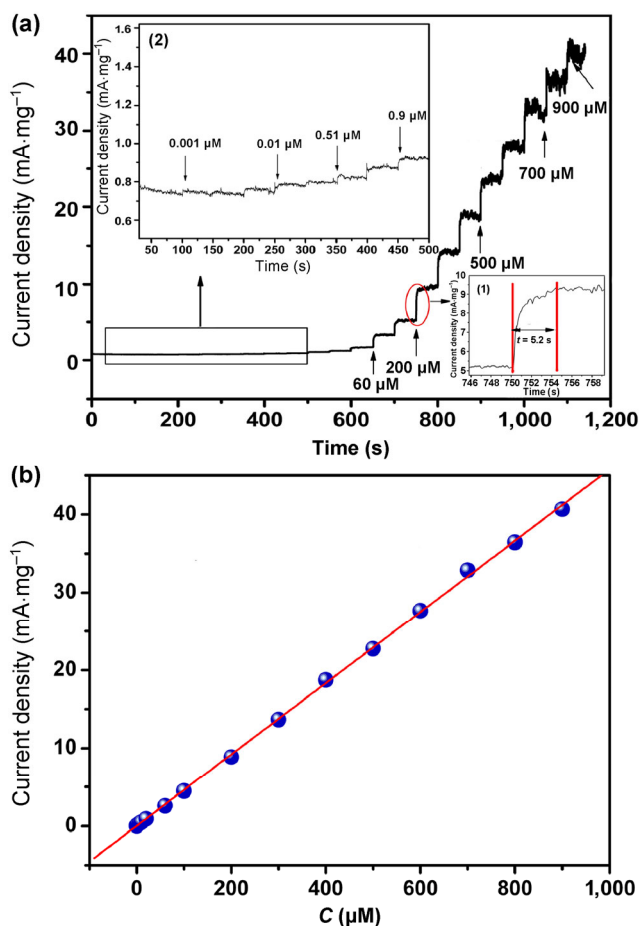 (a)
Current density (mA·mg⁻¹)
40
35
30
25
20
15
10
5
0
-5
0
200
400
600
800
1,000
1,200
Time (s)
60 µM
200 µM
500 µM
700 µM
900 µM
(2)
Current density (mA·mg⁻¹)
1.6
1.4
1.2
1.0
0.8
0.6
0.001 µM
0.01 µM
0.51 µM
0.9 µM
50
100
150
200
250
300
350
400
450
500
Time (s)
(1)
Current density (mA·mg⁻¹)
10
9
8
7
6
5
t = 5.2 s
746
748
750
752
754
756
758
Time (s)
(b)
Current density (mA·mg⁻¹)
40
30
20
10
0
0
200
400
600
800
1,000
C (µM)